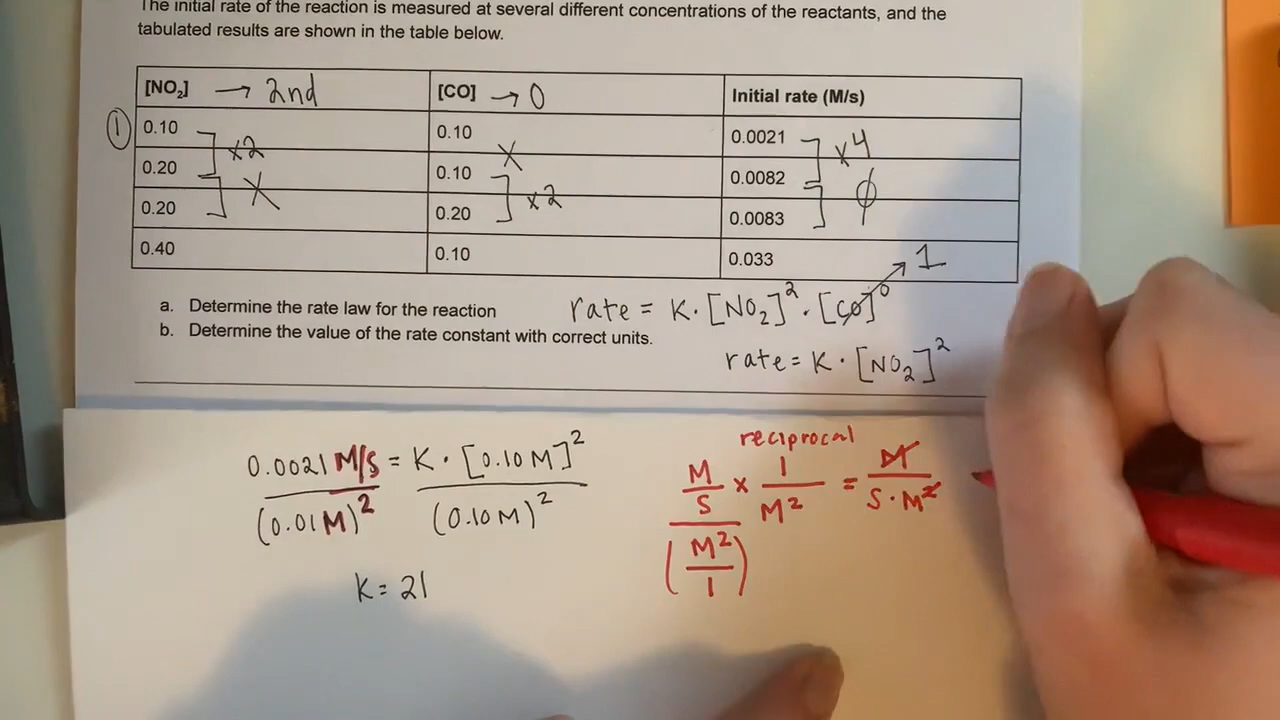 The initial rate of the reaction is measured at several different concentrations of the reactants, and the
tabulated results are shown in the table below.
[NO₂] → 2nd [CO] → 0 Initial rate (M/s)
① 0.10 0.10 0.0021
x2 X x4
0.20 0.10 0.0082
X x2 ϕ
0.20 0.20 0.0083
0.40 0.10 0.033
1
a. Determine the rate law for the reaction rate = K · [NO₂]² · [CO]⁰
b. Determine the value of the rate constant with correct units.
rate = K · [NO₂]²
reciprocal
0.0021 M/s = K · [0.10 M]²
(0.01M)² (0.10 M)²
M/S × 1/M² = M/S·M²
(M²/1)
K = 21